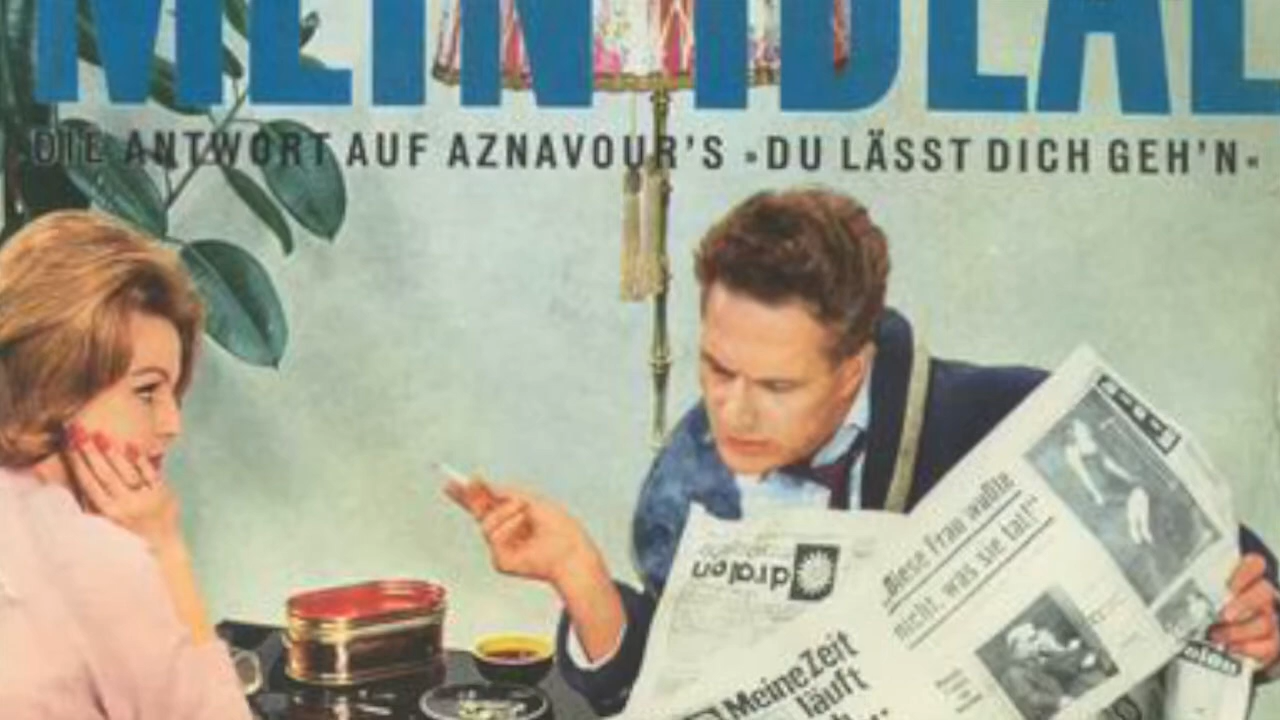 MEIN IDEAL
DIE ANTWORT AUF AZNAVOUR'S »DU LÄSST DICH GEH'N«
dralon
„Diese Frau wußte
nicht, was sie tat!“
Meine Zeit
läuft